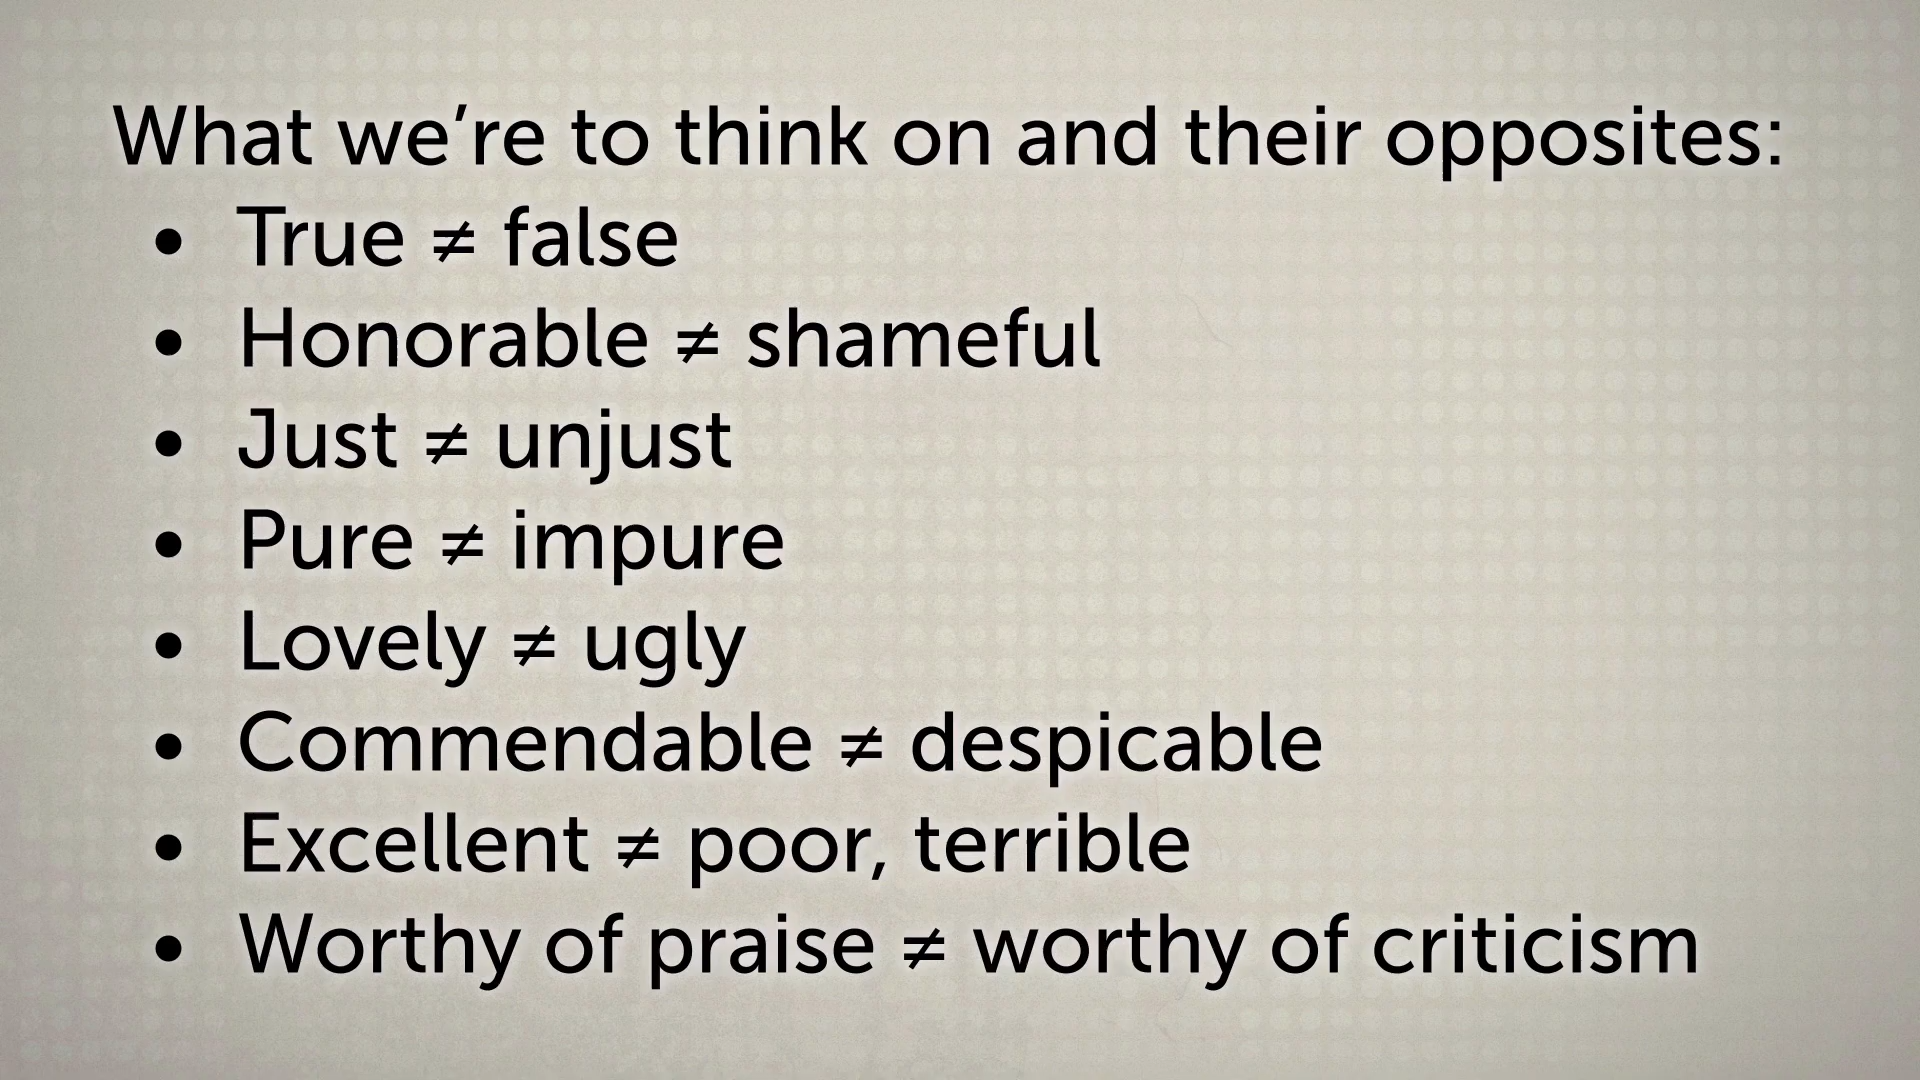 What we’re to think on and their opposites:
• True ≠ false
• Honorable ≠ shameful
• Just ≠ unjust
• Pure ≠ impure
• Lovely ≠ ugly
• Commendable ≠ despicable
• Excellent ≠ poor, terrible
• Worthy of praise ≠ worthy of criticism